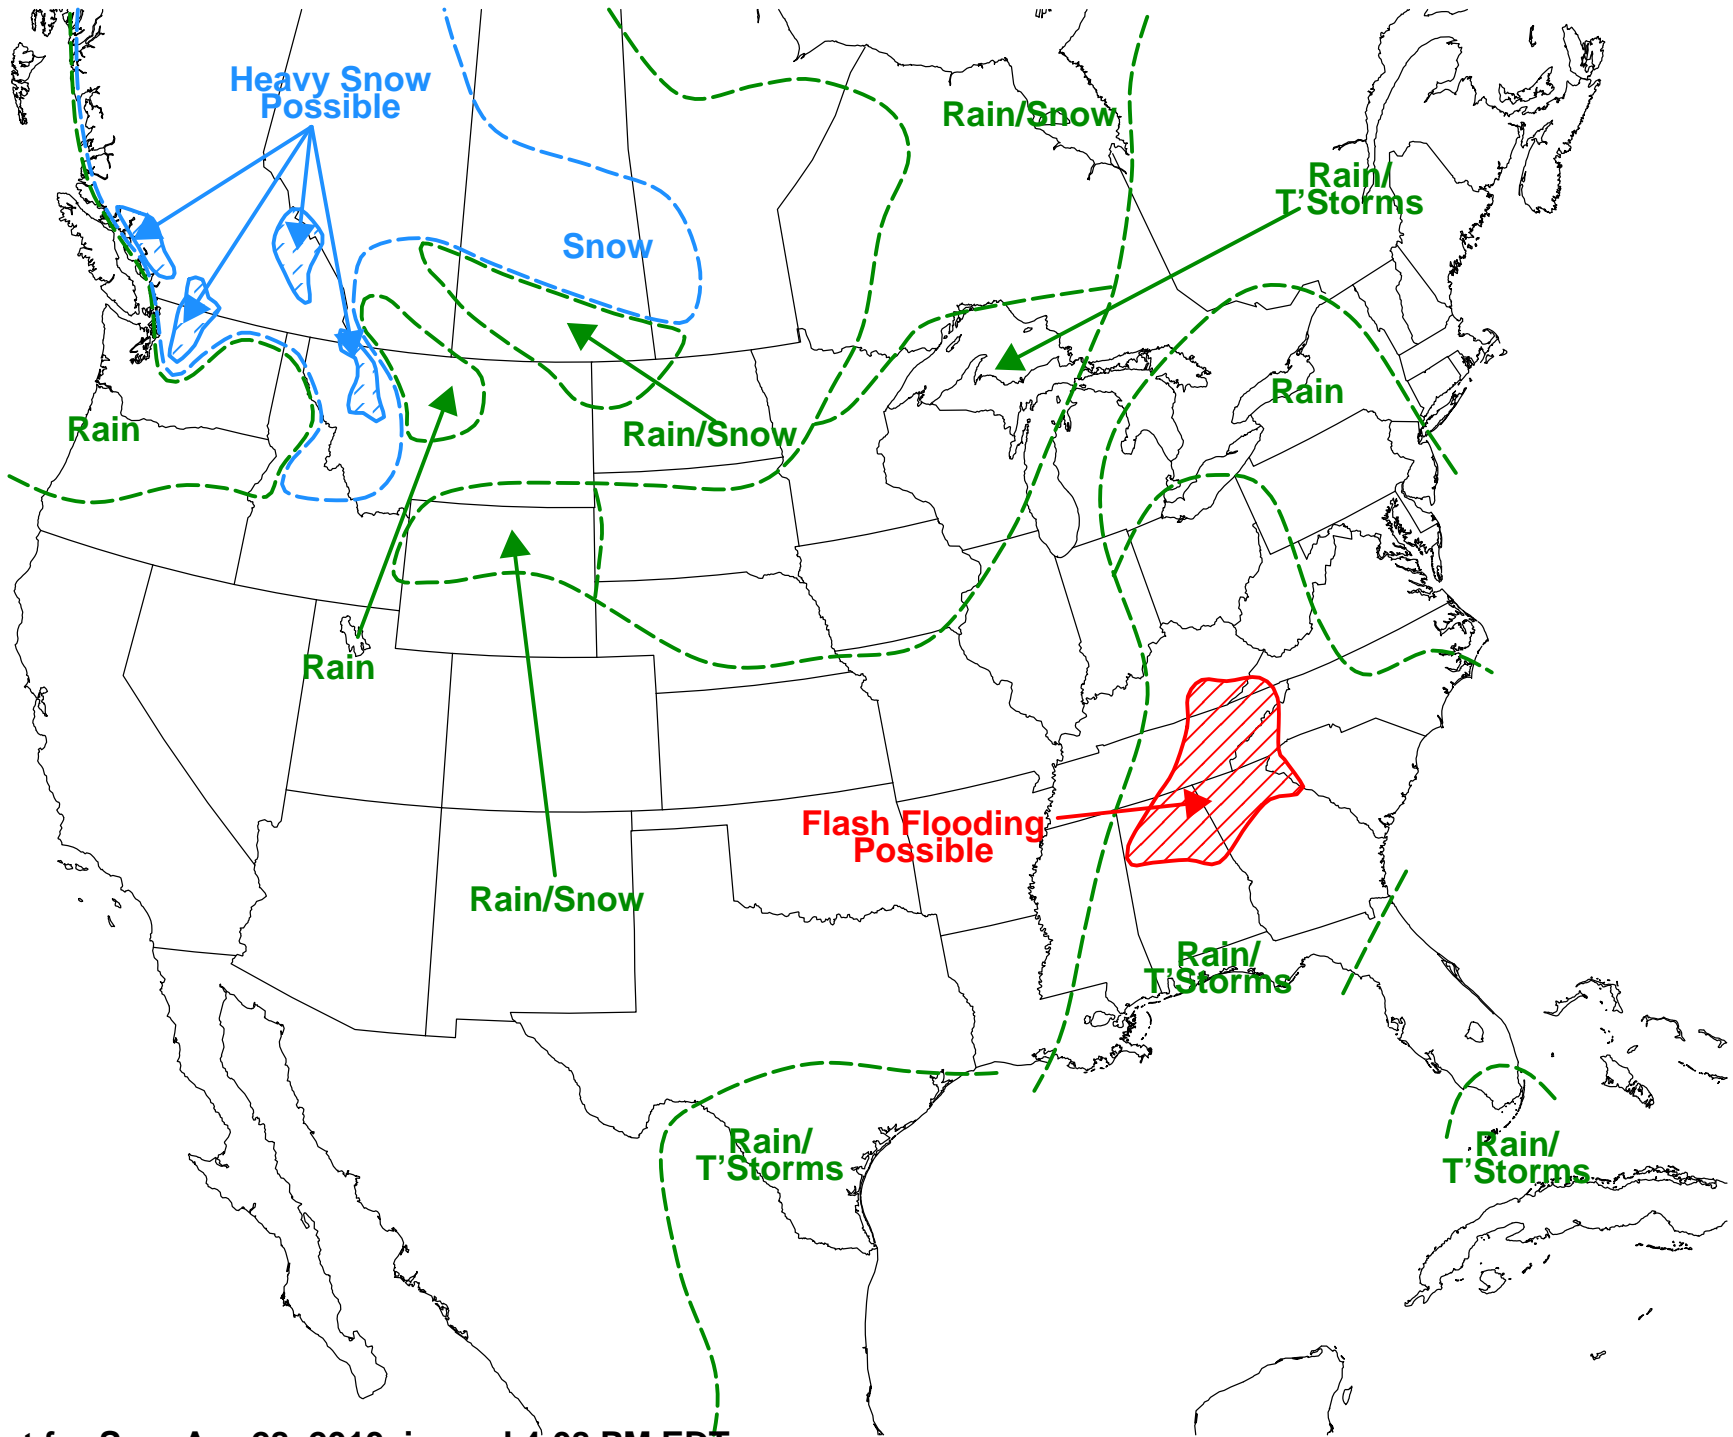 Heavy Snow
Possible
Rain/Snow
Rain/
T’Storms
Snow
Rain
Rain
Rain/Snow
Rain
Flash Flooding
Possible
Rain/Snow
Rain/
T’Storms
Rain/
T’Storms
Rain/
T’Storms